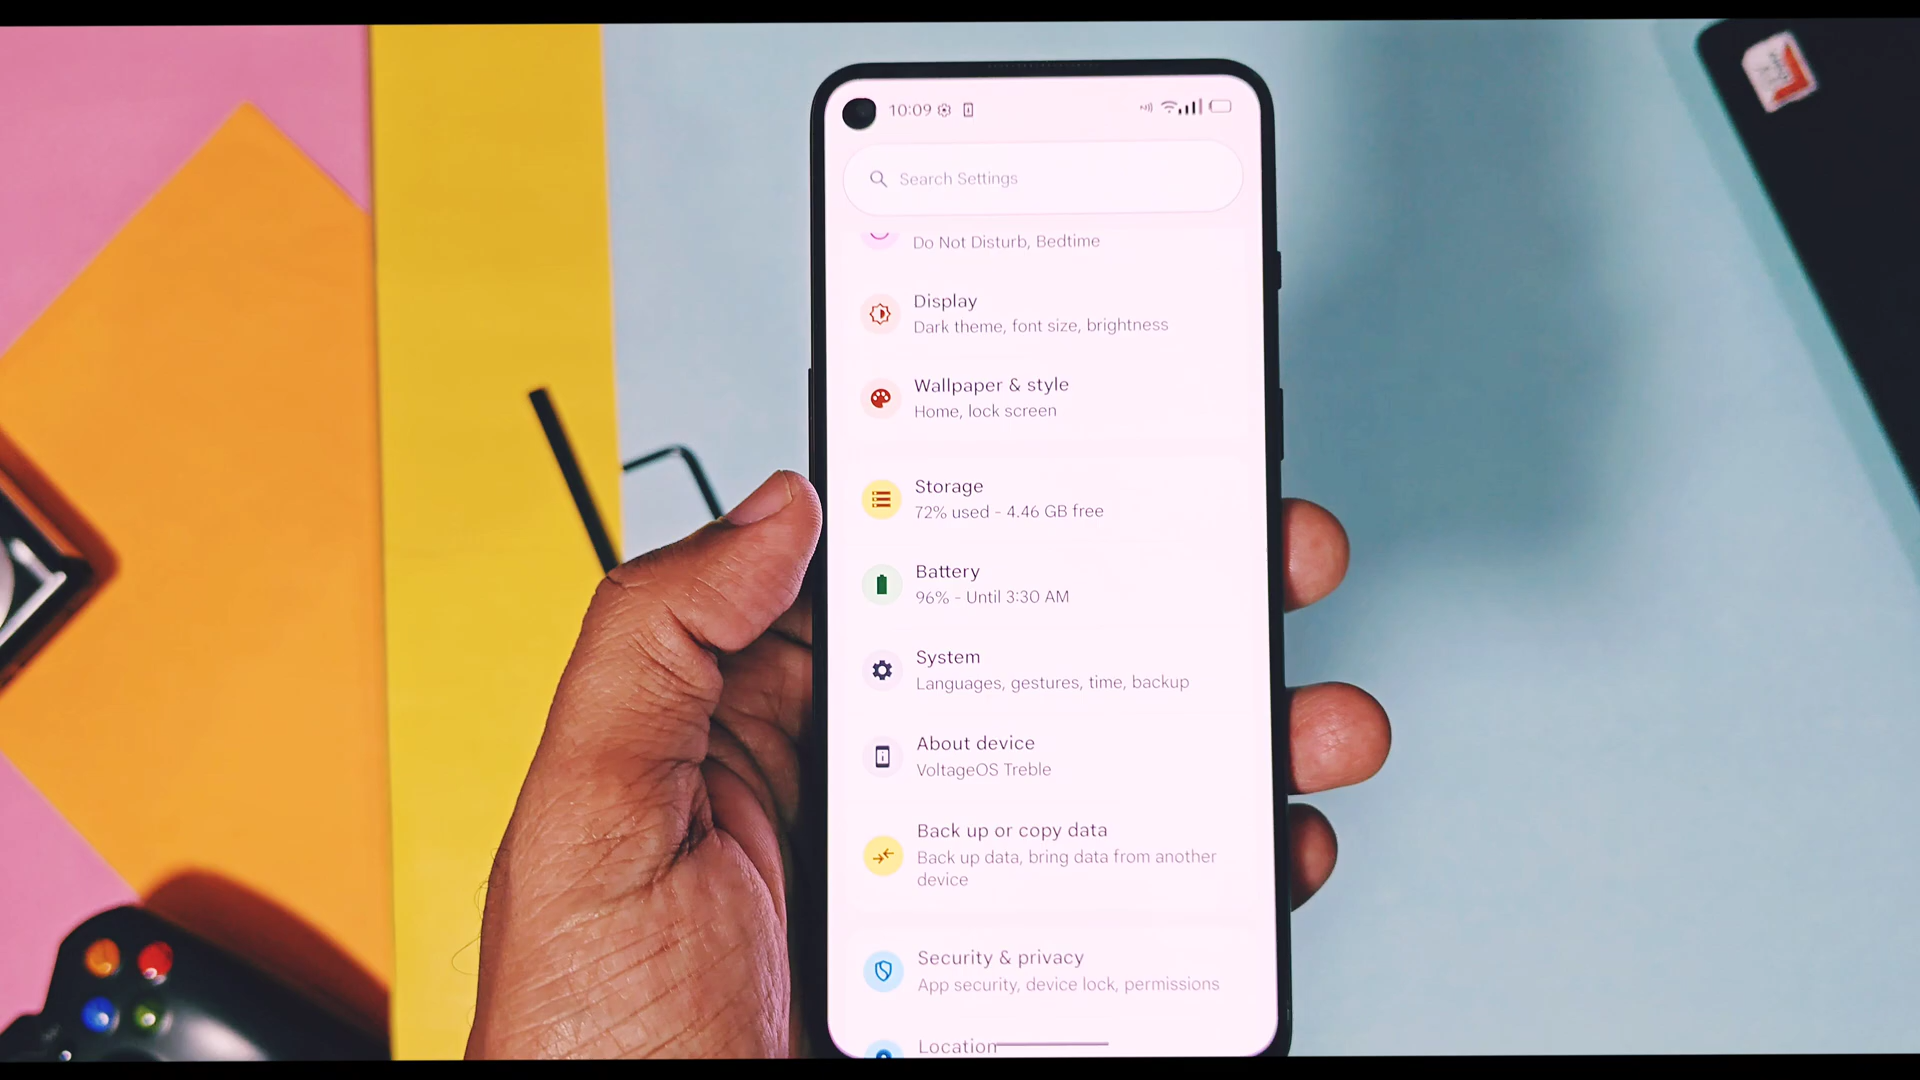 10:09
Search Settings
Do Not Disturb, Bedtime
Display
Dark theme, font size, brightness
Wallpaper & style
Home, lock screen
Storage
72% used - 4.46 GB free
Battery
96% - Until 3:30 AM
System
Languages, gestures, time, backup
About device
VoltageOS Treble
Back up or copy data
Back up data, bring data from another
device
Security & privacy
App security, device lock, permissions
Location